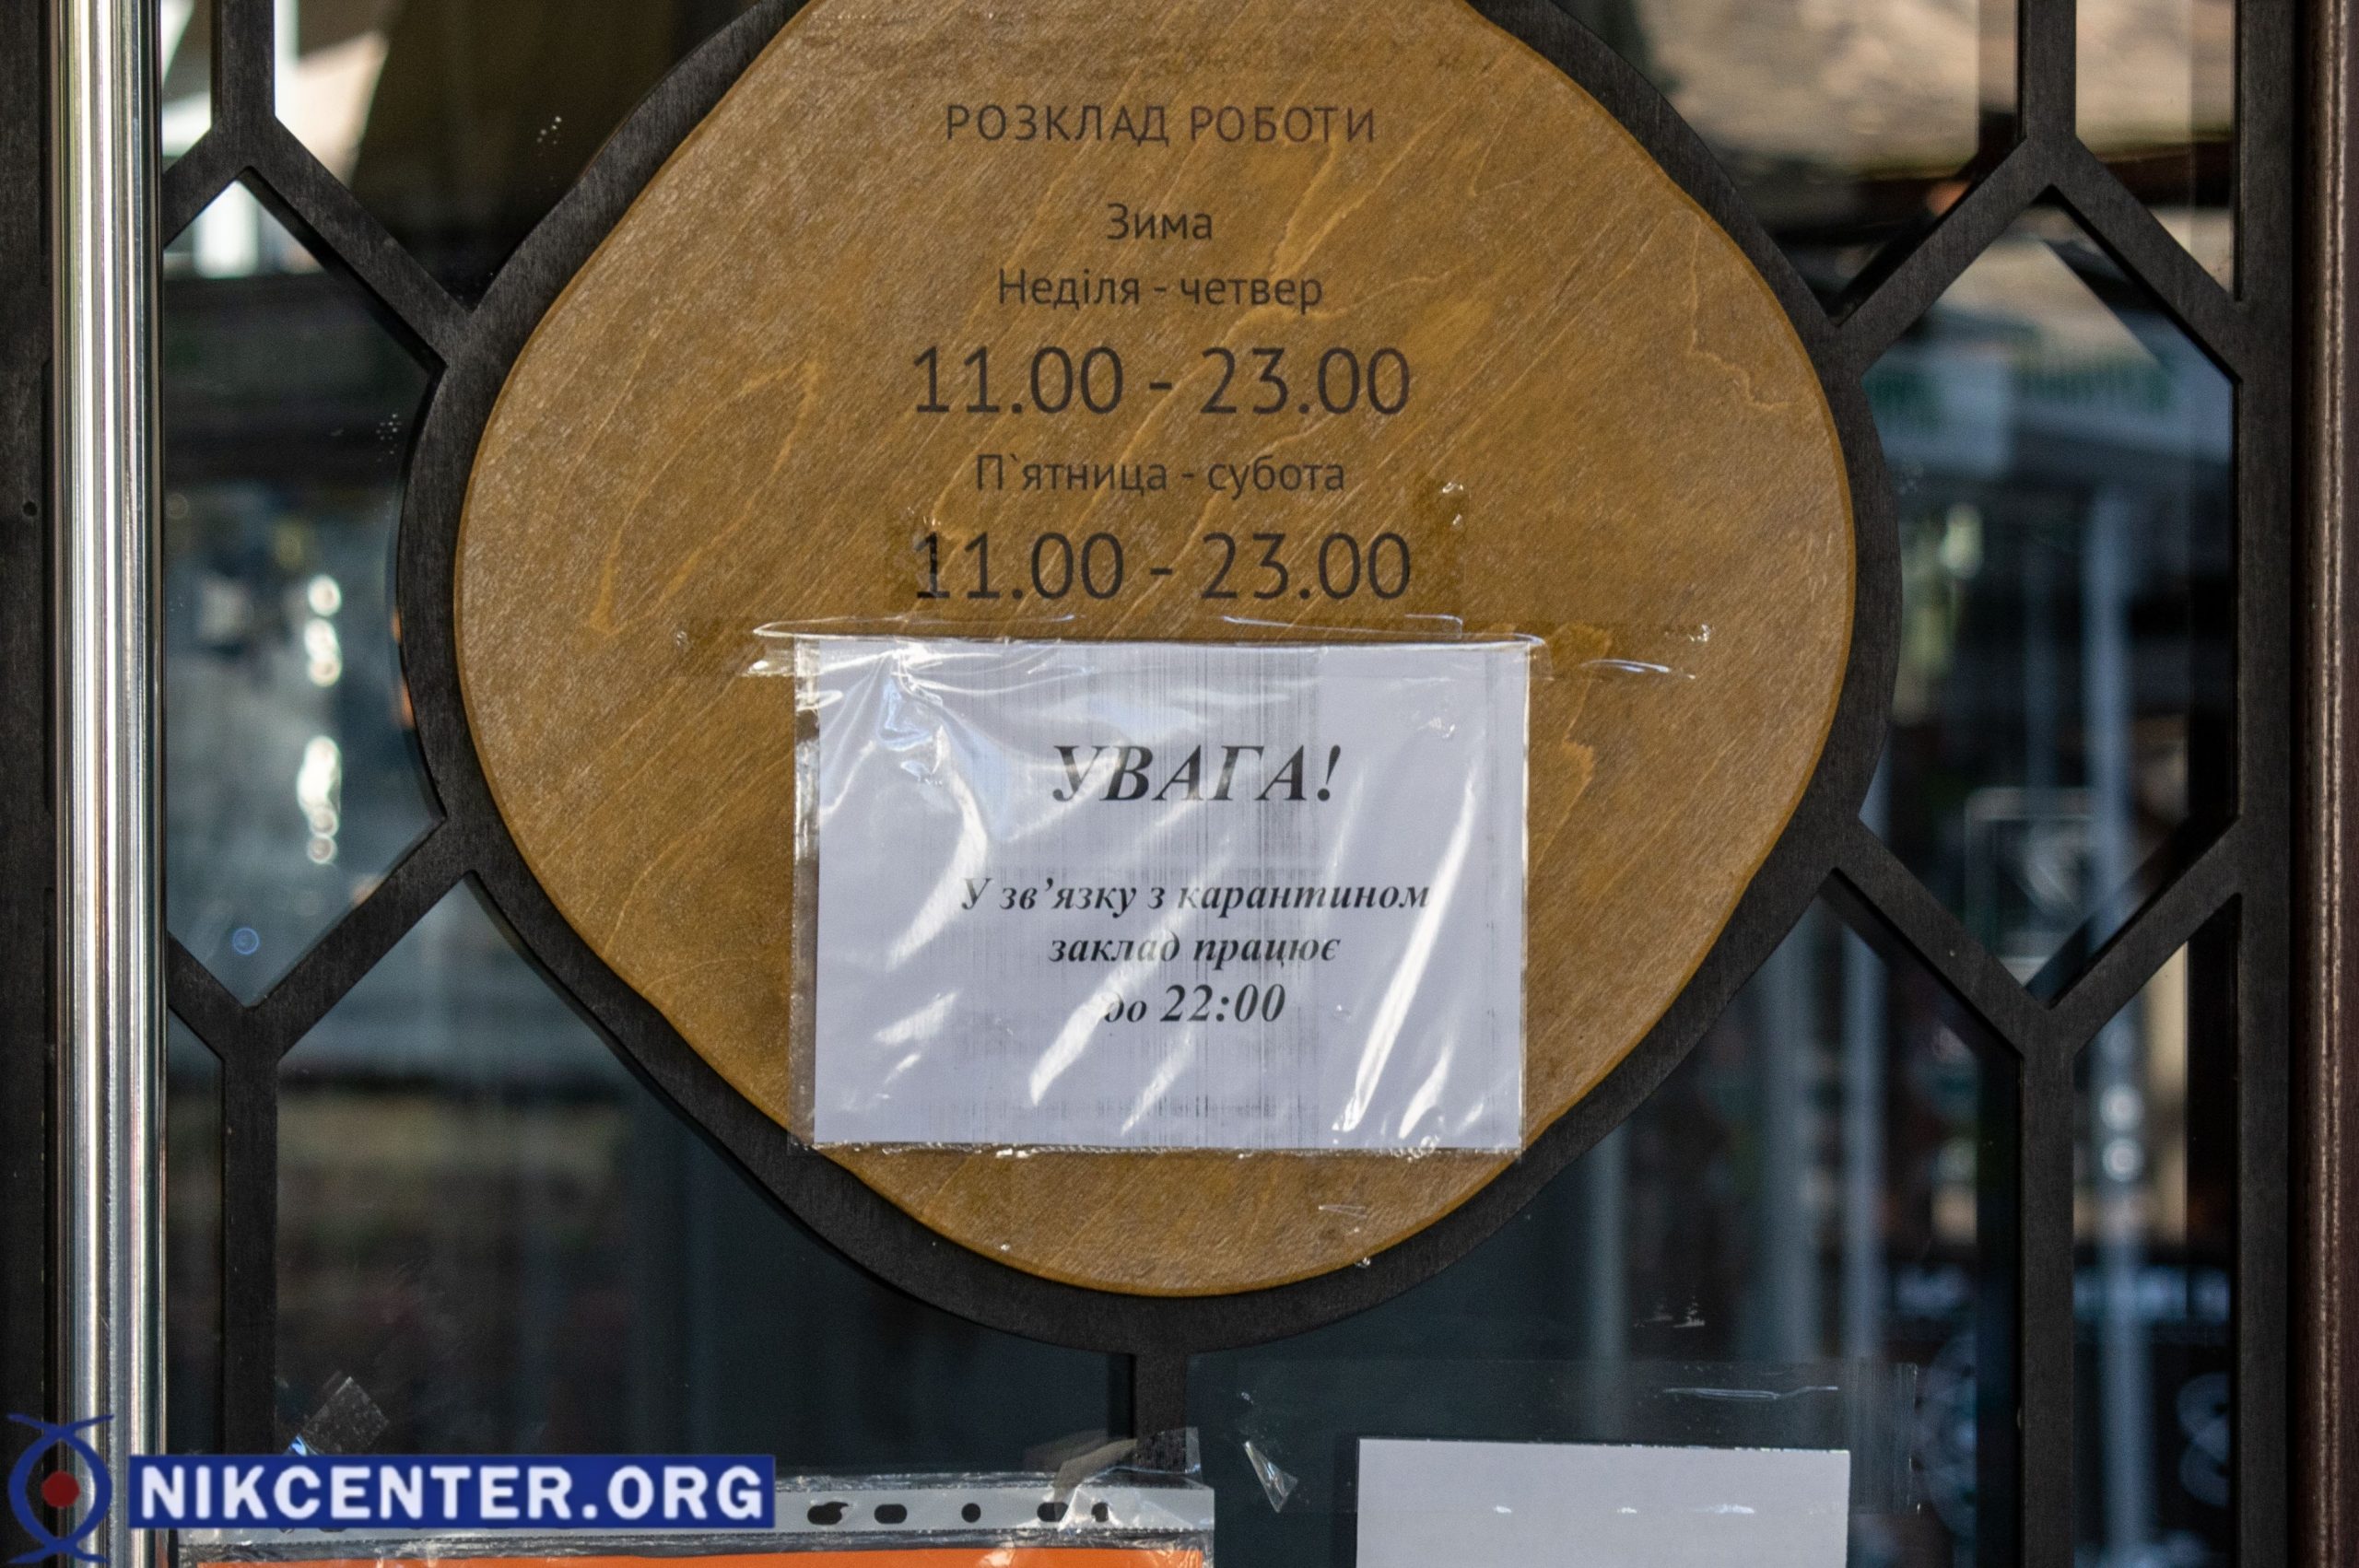 РОЗКЛАД РОБОТИ
Зима
Неділя - четвер
11.00 - 23.00
П`ятниця - субота
11.00 - 23.00
УВАГА!
У зв’язку з карантином
заклад працює
до 22:00
NIKCENTER.ORG